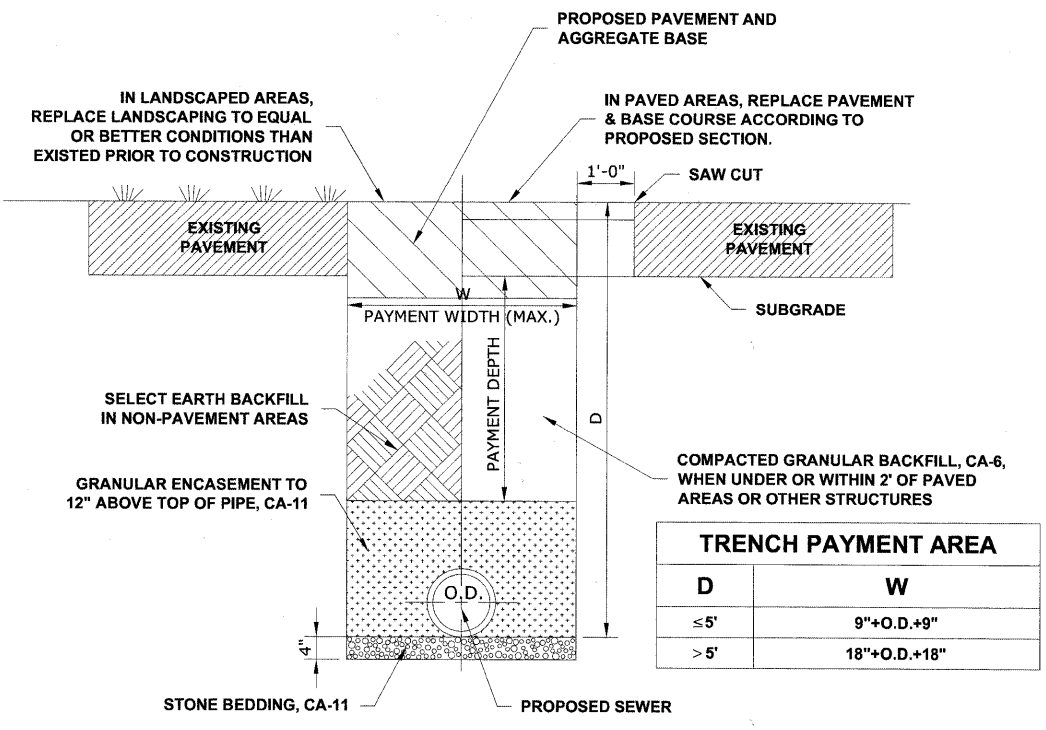 PROPOSED PAVEMENT AND
AGGREGATE BASE
IN LANDSCAPED AREAS,
REPLACE LANDSCAPING TO EQUAL
OR BETTER CONDITIONS THAN
EXISTED PRIOR TO CONSTRUCTION
IN PAVED AREAS, REPLACE PAVEMENT
& BASE COURSE ACCORDING TO
PROPOSED SECTION.
1'-0"
SAW CUT
EXISTING
PAVEMENT
EXISTING
PAVEMENT
SUBGRADE
W
PAYMENT WIDTH (MAX.)
PAYMENT DEPTH
D
SELECT EARTH BACKFILL
IN NON-PAVEMENT AREAS
GRANULAR ENCASEMENT TO
12" ABOVE TOP OF PIPE, CA-11
COMPACTED GRANULAR BACKFILL, CA-6,
WHEN UNDER OR WITHIN 2' OF PAVED
AREAS OR OTHER STRUCTURES
O.D.
4"
STONE BEDDING, CA-11
PROPOSED SEWER
TRENCH PAYMENT AREA
D W
≤5' 9"+O.D.+9"
>5' 18"+O.D.+18"